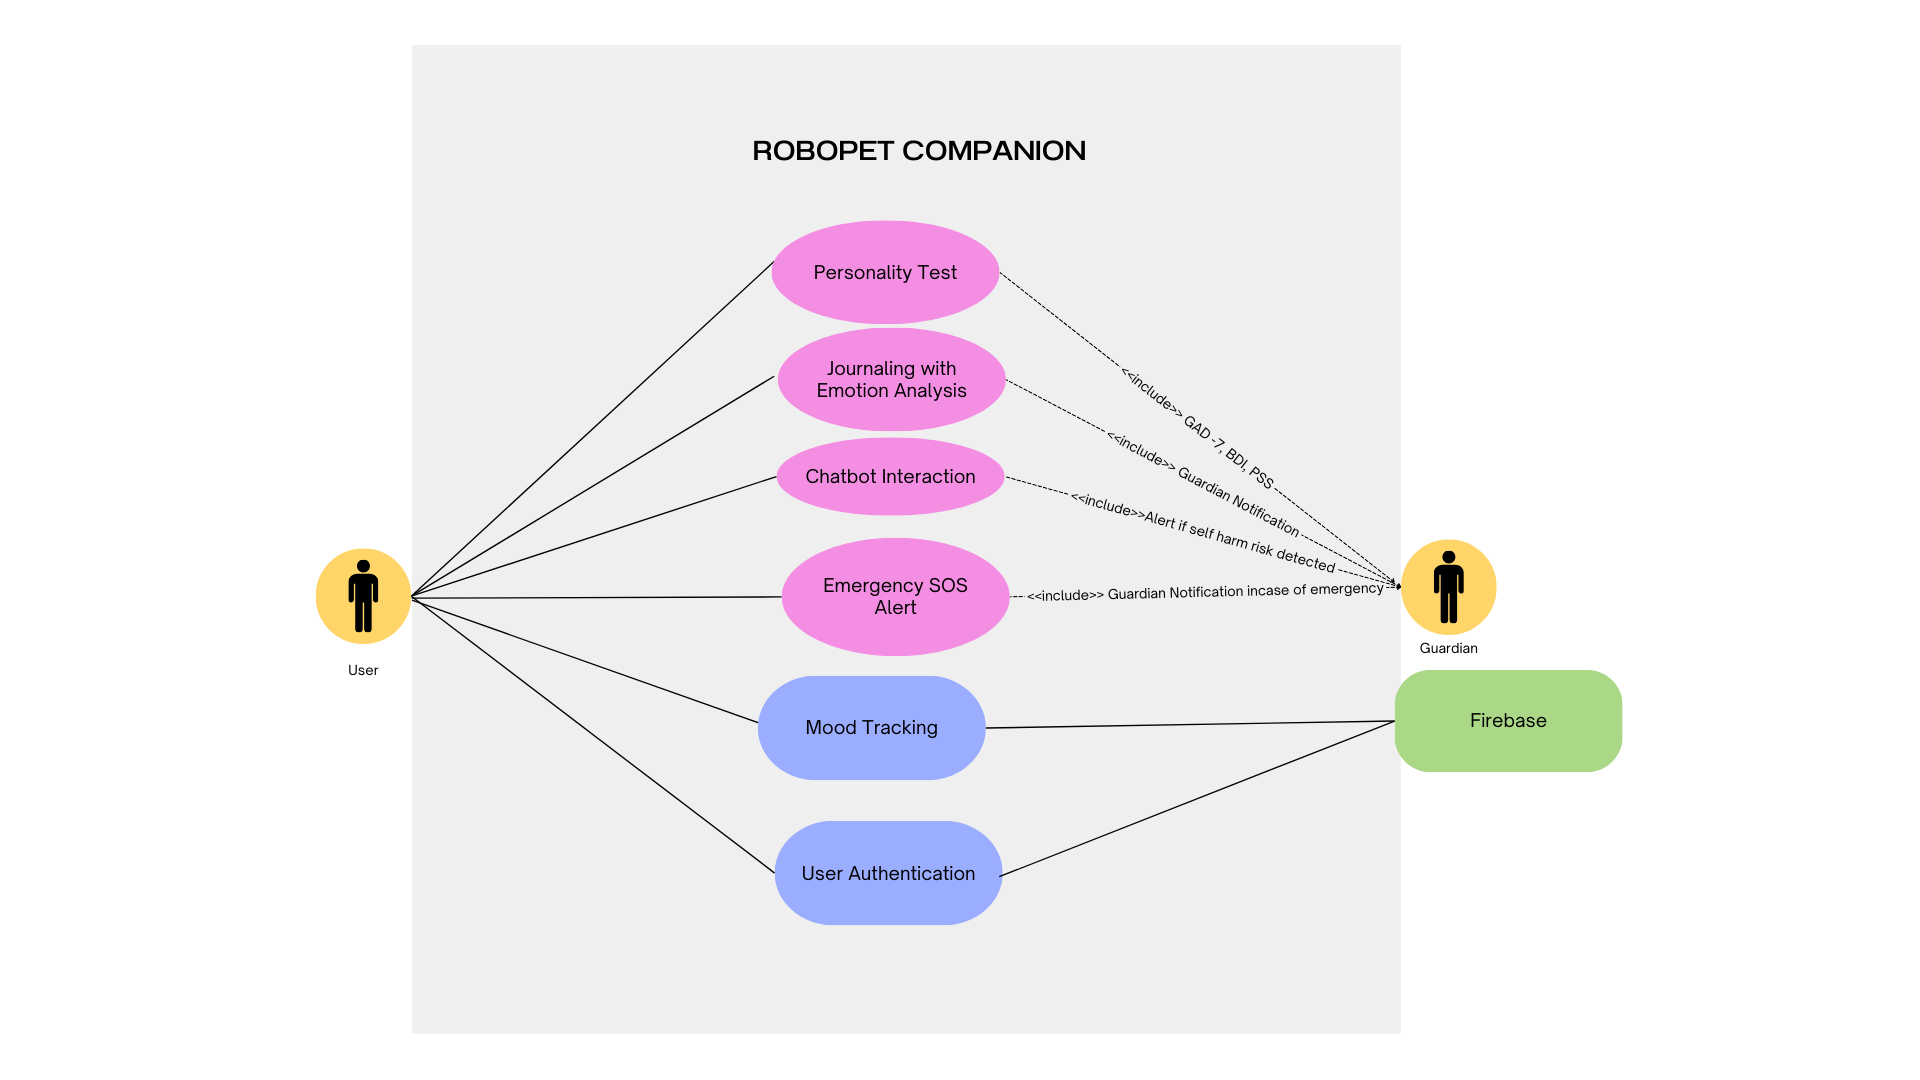 ROBOPET COMPANION
Personality Test
<<include>> GAD -7, BDI, PSS
Journaling with
Emotion Analysis
<<include>> Guardian Notification
Chatbot Interaction
<<include>>Alert if self harm risk detected
Emergency SOS
Alert
<<include>> Guardian Notification incase of emergency
User
Guardian
Mood Tracking
Firebase
User Authentication